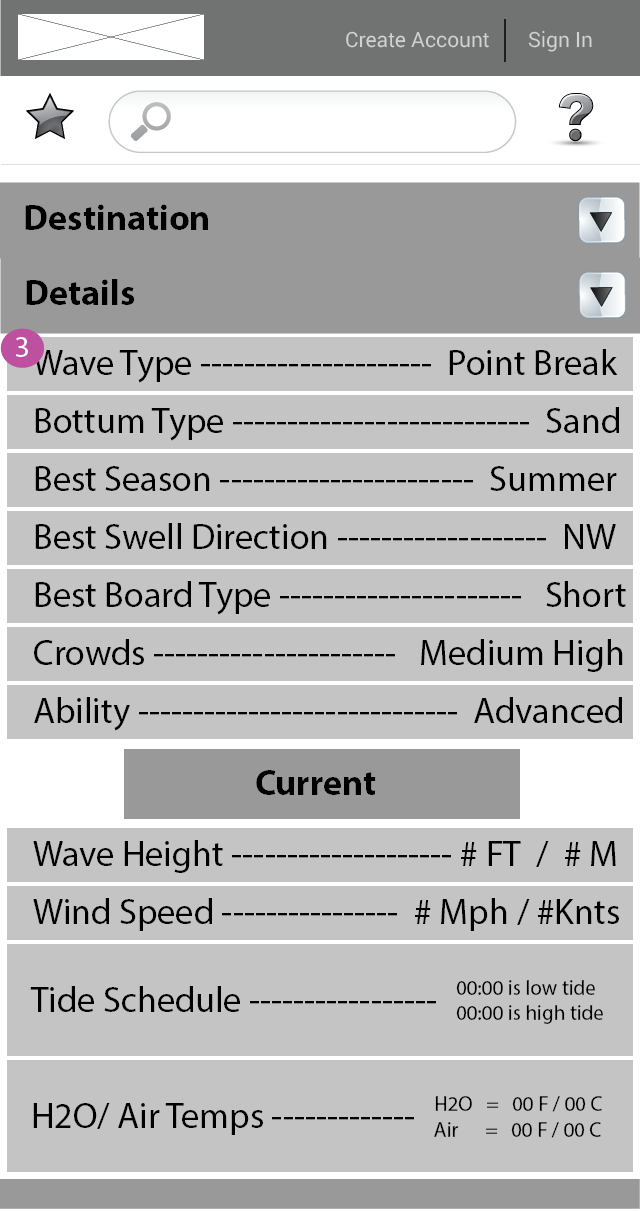 Create Account | Sign In
?
Destination
Details
3
Wave Type --------------------- Point Break
Bottum Type --------------------------- Sand
Best Season ----------------------- Summer
Best Swell Direction ------------------- NW
Best Board Type ---------------------- Short
Crowds ---------------------- Medium High
Ability ----------------------------- Advanced
Current
Wave Height -------------------- # FT / # M
Wind Speed ---------------- # Mph / #Knts
Tide Schedule ----------------- 00:00 is low tide
00:00 is high tide
H2O/ Air Temps ------------- H2O = 00 F / 00 C
Air = 00 F / 00 C